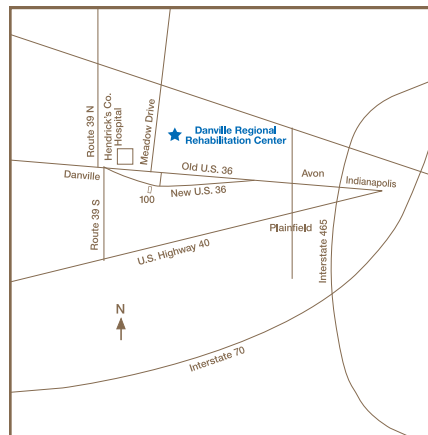 Route 39 N
Hendrick's Co.
Hospital
Meadow Drive
Danville Regional
Rehabilitation Center
Old U.S. 36
Avon
Danville
Indianapolis
New U.S. 36
100
Route 39 S
Plainfield
U.S. Highway 40
Interstate 465
N
Interstate 70